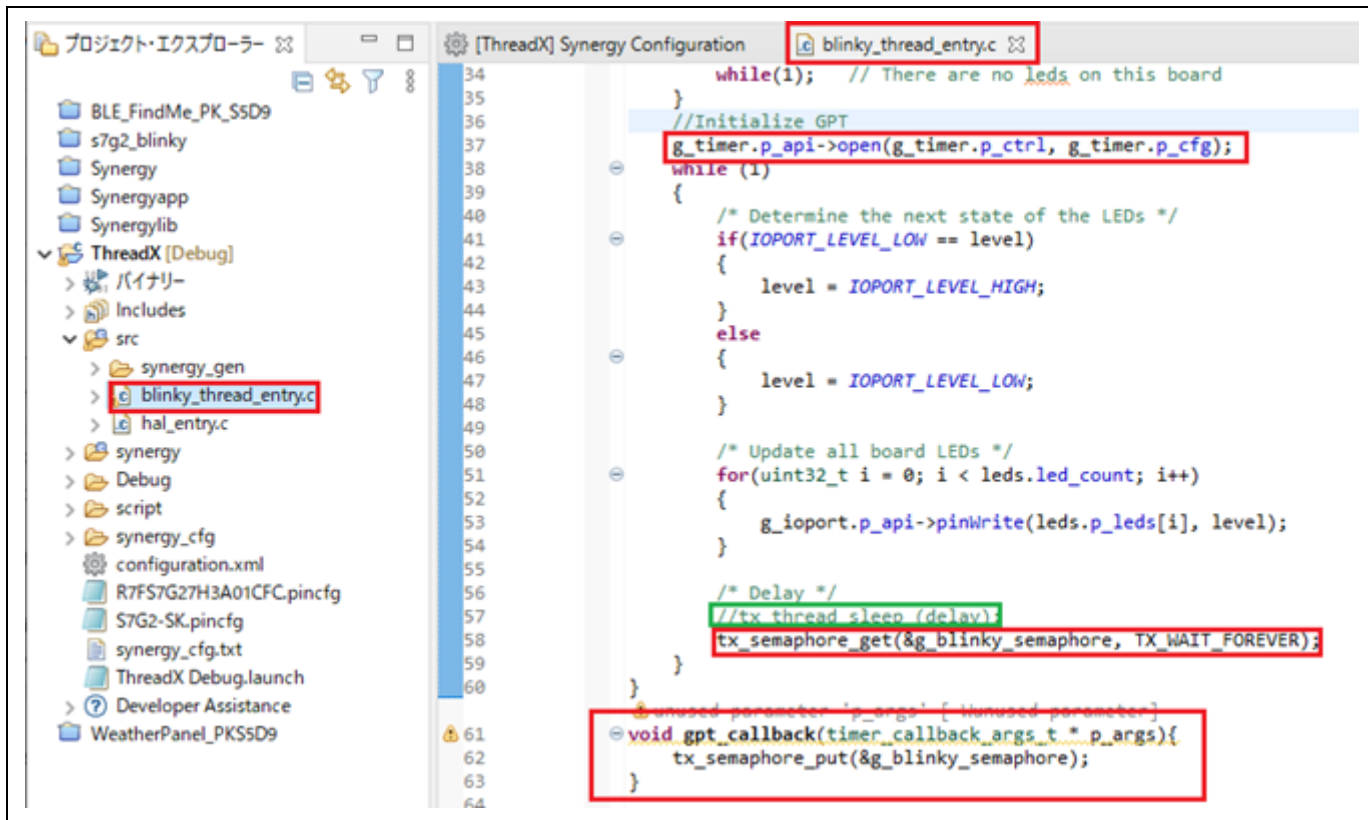 プロジェクト・エクスプローラー
BLE_FindMe_PK_S5D9
s7g2_blinky
Synergy
Synergyapp
Synergylib
ThreadX [Debug]
バイナリー
Includes
src
synergy_gen
blinky_thread_entry.c
hal_entry.c
synergy
Debug
script
synergy_cfg
configuration.xml
R7FS7G27H3A01CFC.pincfg
S7G2-SK.pincfg
synergy_cfg.txt
ThreadX Debug.launch
Developer Assistance
WeatherPanel_PKS5D9
[ThreadX] Synergy Configuration
blinky_thread_entry.c
34 while(1); // There are no leds on this board
35 }
36 //Initialize GPT
37 g_timer.p_api->open(g_timer.p_ctrl, g_timer.p_cfg);
38 while (1)
39 {
40 /* Determine the next state of the LEDs */
41 if(IOPORT_LEVEL_LOW == level)
42 {
43 level = IOPORT_LEVEL_HIGH;
44 }
45 else
46 {
47 level = IOPORT_LEVEL_LOW;
48 }
49
50 /* Update all board LEDs */
51 for(uint32_t i = 0; i < leds.led_count; i++)
52 {
53 g_ioport.p_api->pinWrite(leds.p_leds[i], level);
54 }
55
56 /* Delay */
57 //tx_thread_sleep (delay);
58 tx_semaphore_get(&g_blinky_semaphore, TX_WAIT_FOREVER);
59 }
60 }
unused parameter 'p_args' [-Wunused-parameter]
61 void gpt_callback(timer_callback_args_t * p_args){
62 tx_semaphore_put(&g_blinky_semaphore);
63 }
64